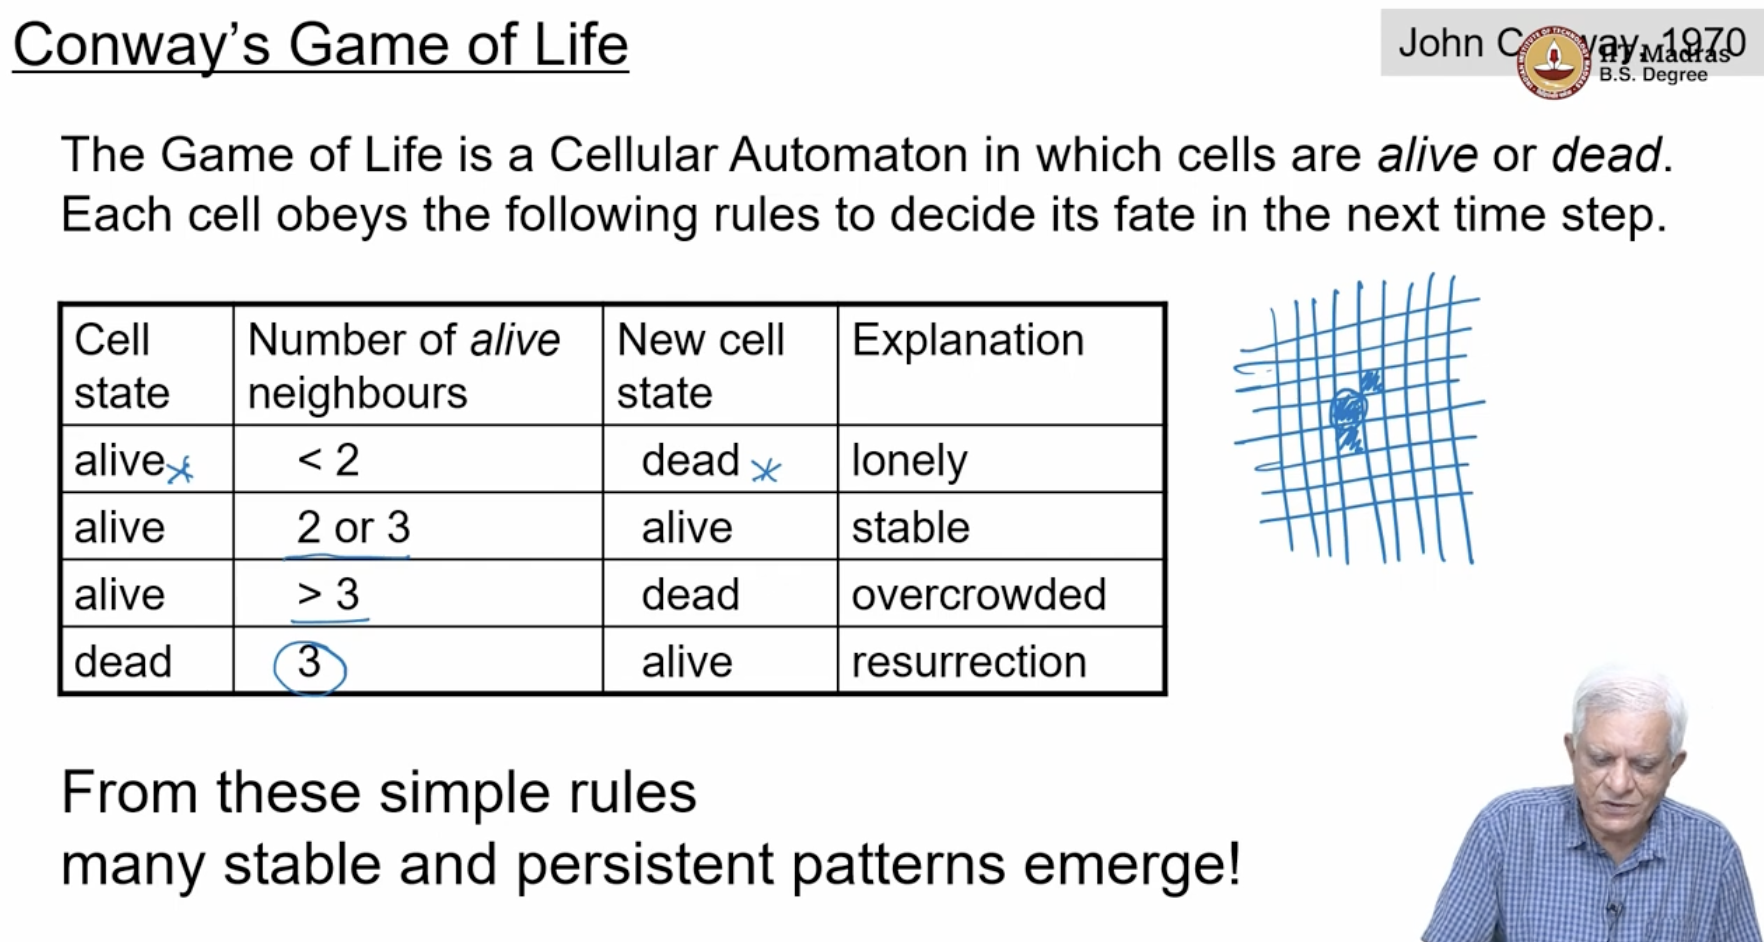 Conway's Game of Life
John C way, 1970
IIT Madras
B.S. Degree
The Game of Life is a Cellular Automaton in which cells are alive or dead.
Each cell obeys the following rules to decide its fate in the next time step.
Cell state Number of alive neighbours New cell state Explanation
alive < 2 dead lonely
alive 2 or 3 alive stable
alive > 3 dead overcrowded
dead 3 alive resurrection
From these simple rules
many stable and persistent patterns emerge!